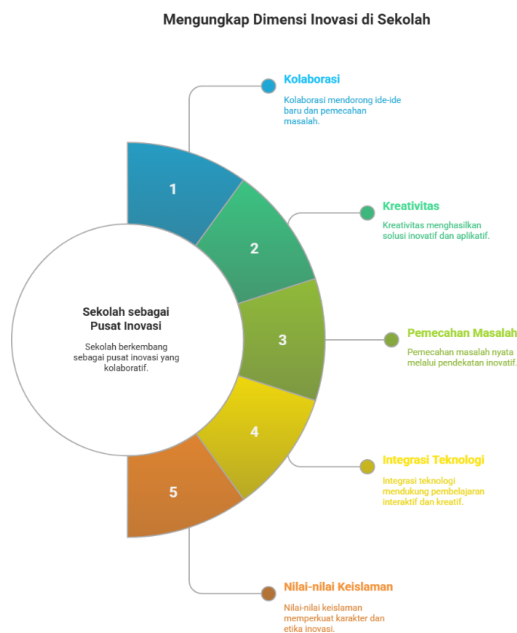 Mengungkap Dimensi Inovasi di Sekolah
Kolaborasi
Kolaborasi mendorong ide-ide
baru dan pemecahan
masalah.
1
Kreativitas
Kreativitas menghasilkan
solusi inovatif dan aplikatif.
2
Sekolah sebagai
Pusat Inovasi
Sekolah berkembang
sebagai pusat inovasi yang
kolaboratif.
3
Pemecahan Masalah
Pemecahan masalah nyata
melalui pendekatan inovatif.
4
Integrasi Teknologi
Integrasi teknologi
mendukung pembelajaran
interaktif dan kreatif.
5
Nilai-nilai Keislaman
Nilai-nilai keislaman
memperkuat karakter dan
etika inovasi.